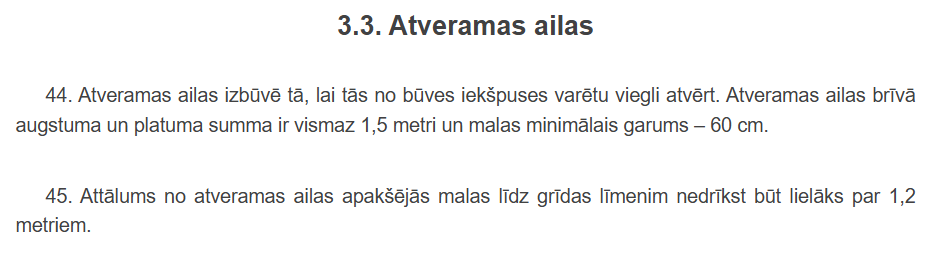 3.3. Atveramas ailas
44. Atveramas ailas izbūvē tā, lai tās no būves iekšpuses varētu viegli atvērt. Atveramas ailas brīvā
augstuma un platuma summa ir vismaz 1,5 metri un malas minimālais garums – 60 cm.
45. Attālums no atveramas ailas apakšējās malas līdz grīdas līmenim nedrīkst būt lielāks par 1,2
metriem.